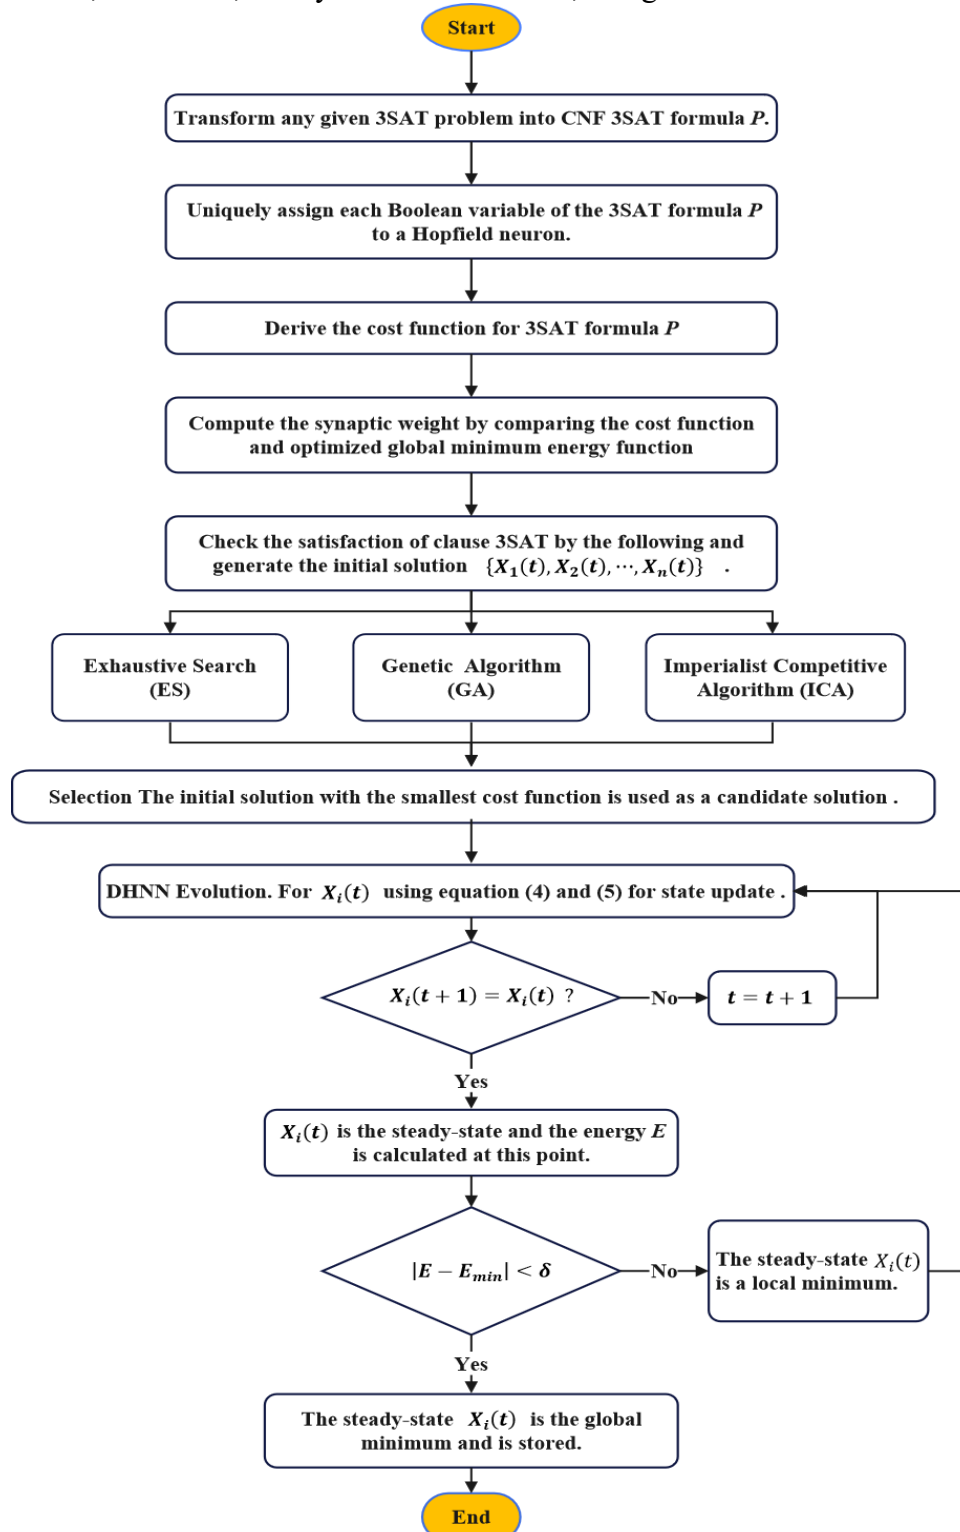 Start
Transform any given 3SAT problem into CNF 3SAT formula P.
Uniquely assign each Boolean variable of the 3SAT formula P
to a Hopfield neuron.
Derive the cost function for 3SAT formula P
Compute the synaptic weight by comparing the cost function
and optimized global minimum energy function
Check the satisfaction of clause 3SAT by the following and
generate the initial solution {X₁(t), X₂(t), ⋯, Xₙ(t)} .
Exhaustive Search
(ES)
Genetic Algorithm
(GA)
Imperialist Competitive
Algorithm (ICA)
Selection The initial solution with the smallest cost function is used as a candidate solution .
DHNN Evolution. For Xᵢ(t) using equation (4) and (5) for state update .
Xᵢ(t + 1) = Xᵢ(t) ?
No
t = t + 1
Yes
Xᵢ(t) is the steady-state and the energy E
is calculated at this point.
|E − Eₘᵢₙ| < δ
No
The steady-state Xᵢ(t)
is a local minimum.
Yes
The steady-state Xᵢ(t) is the global
minimum and is stored.
End